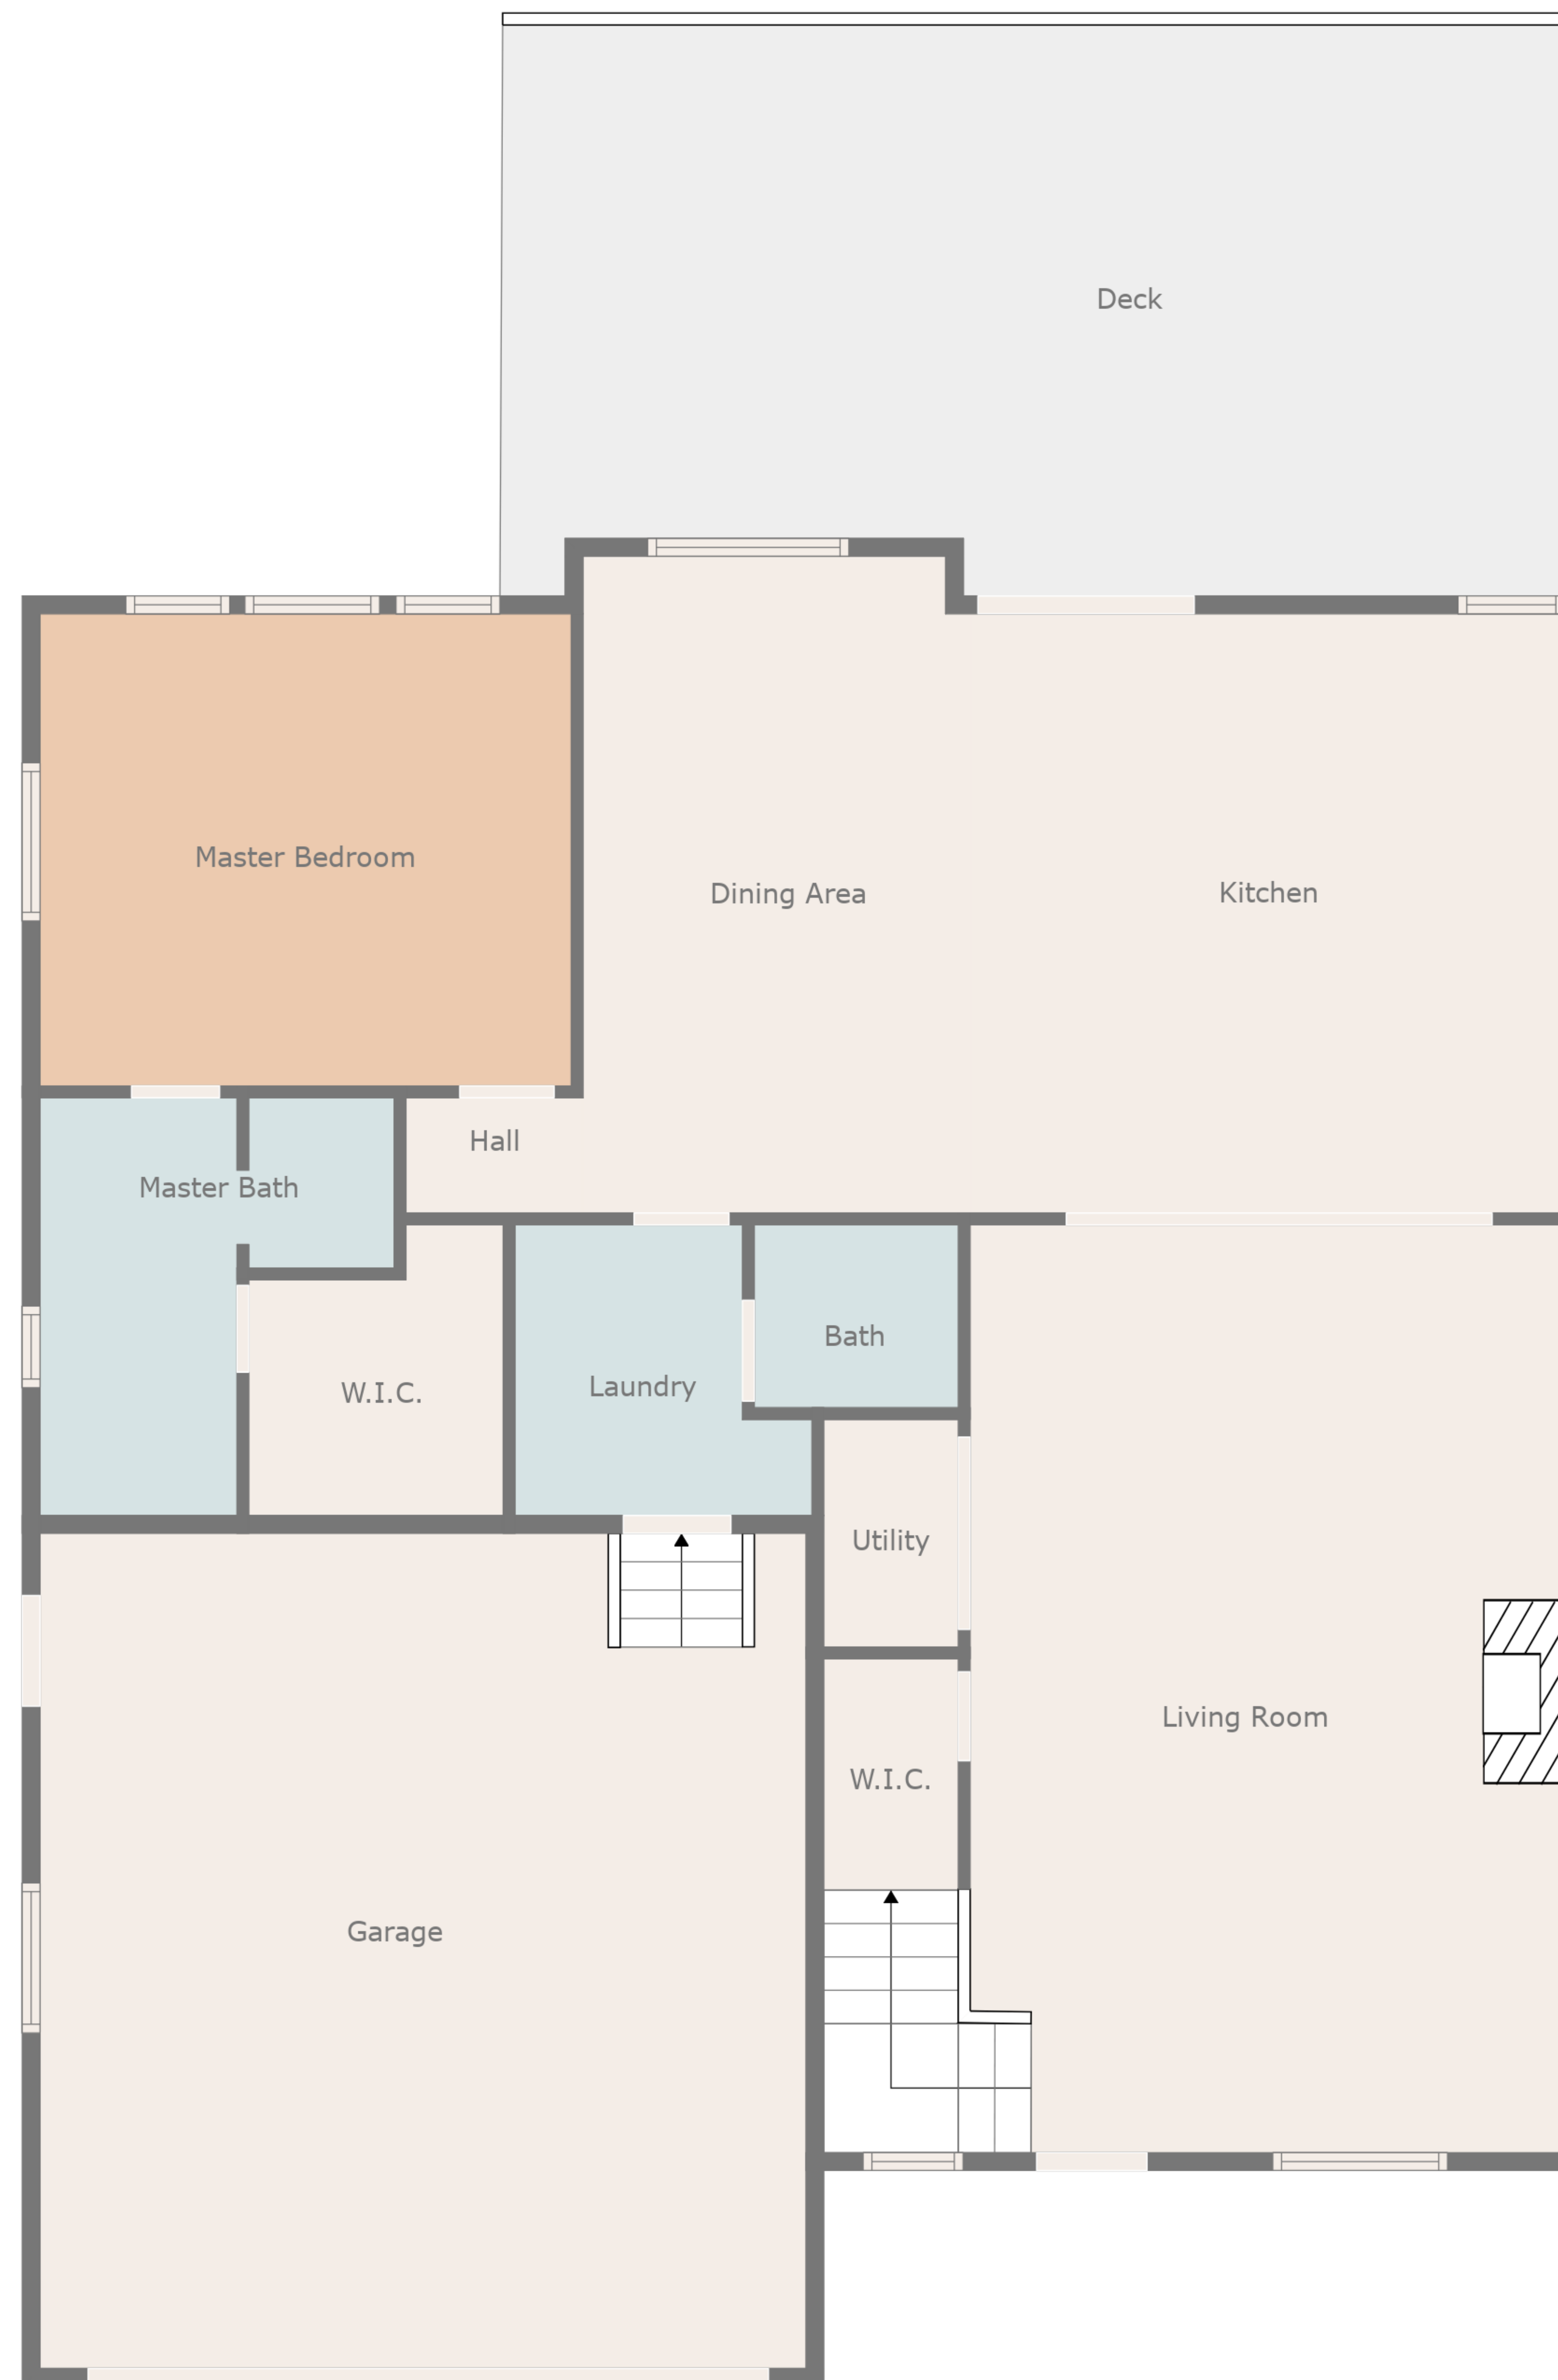 Deck
Master Bedroom
Dining Area
Kitchen
Hall
Master Bath
Bath
Laundry
W.I.C.
Utility
Living Room
W.I.C.
Garage